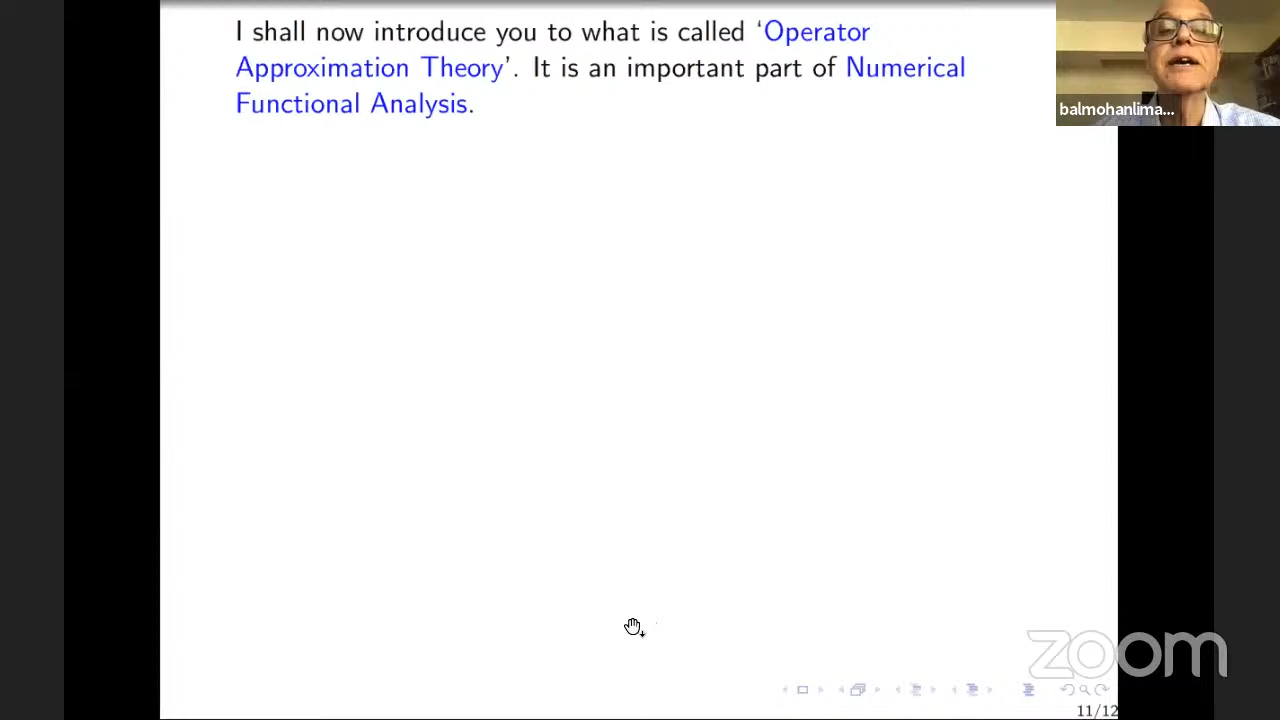 I shall now introduce you to what is called ‘Operator
Approximation Theory’. It is an important part of Numerical
Functional Analysis.
balmohanlima...
zoom
11/12